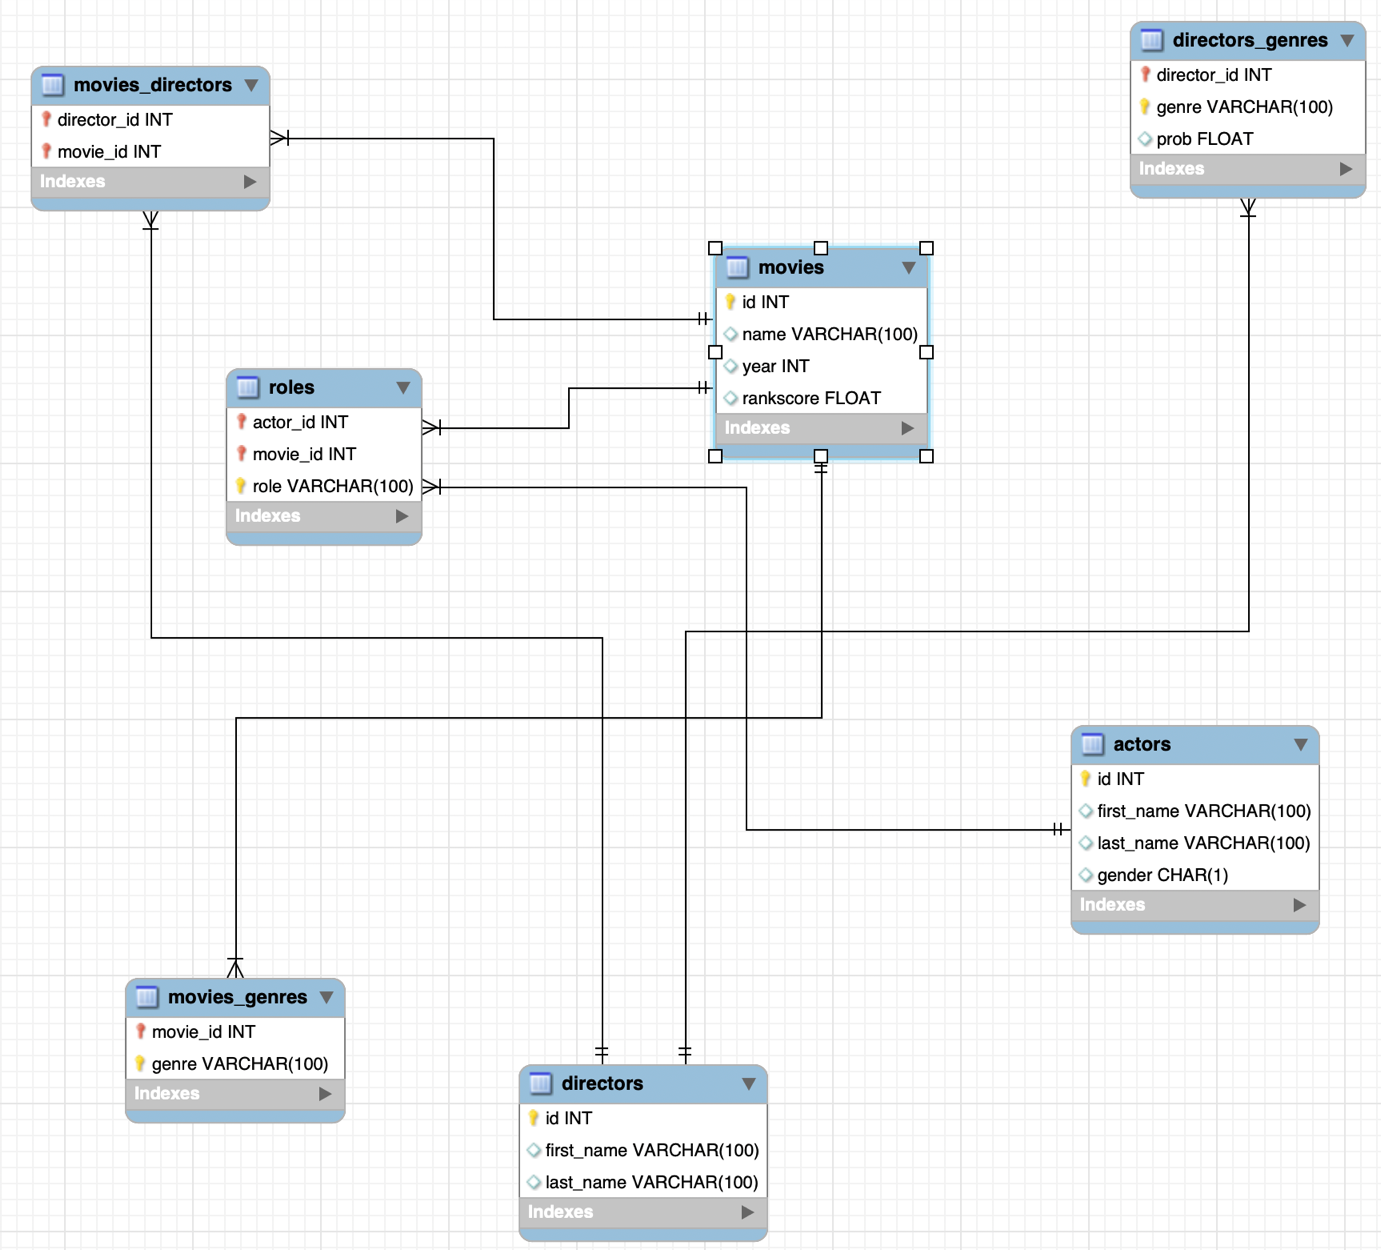 movies_directors
director_id INT
movie_id INT
Indexes
directors_genres
director_id INT
genre VARCHAR(100)
prob FLOAT
Indexes
movies
id INT
name VARCHAR(100)
year INT
rankscore FLOAT
Indexes
roles
actor_id INT
movie_id INT
role VARCHAR(100)
Indexes
actors
id INT
first_name VARCHAR(100)
last_name VARCHAR(100)
gender CHAR(1)
Indexes
movies_genres
movie_id INT
genre VARCHAR(100)
Indexes
directors
id INT
first_name VARCHAR(100)
last_name VARCHAR(100)
Indexes